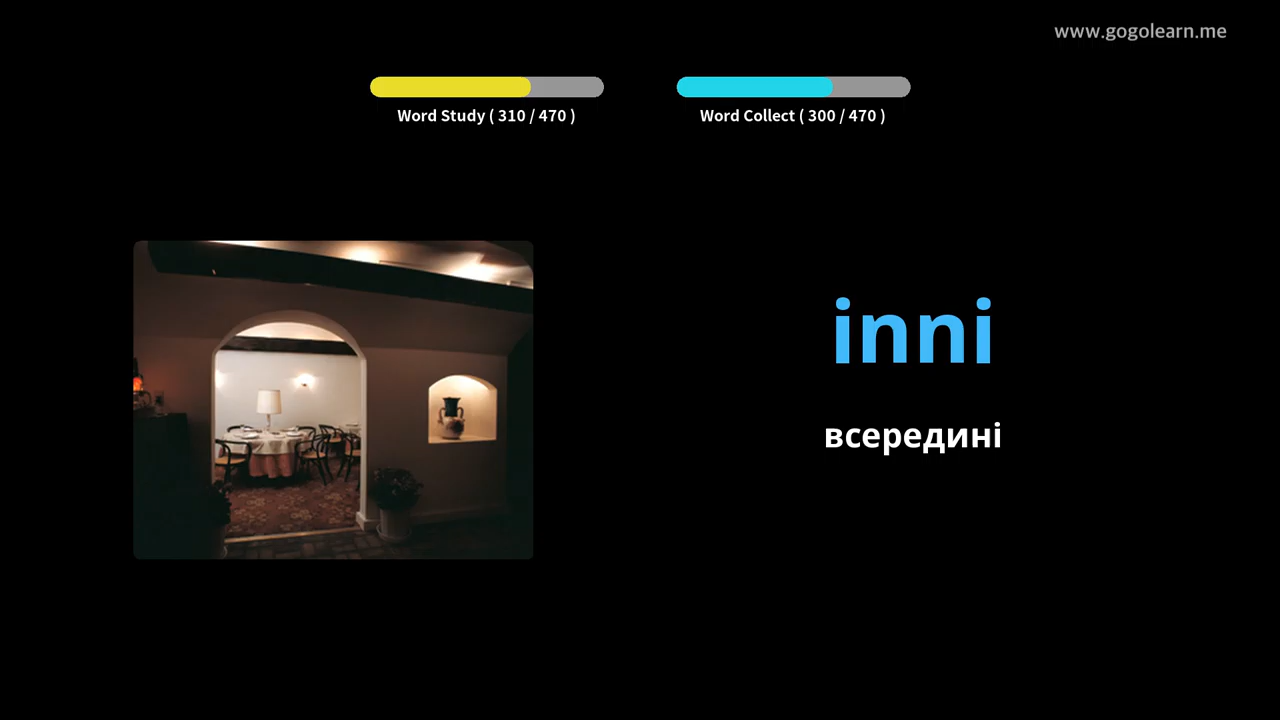 www.gogolearn.me
Word Study ( 310 / 470 )
Word Collect ( 300 / 470 )
inni
всередині